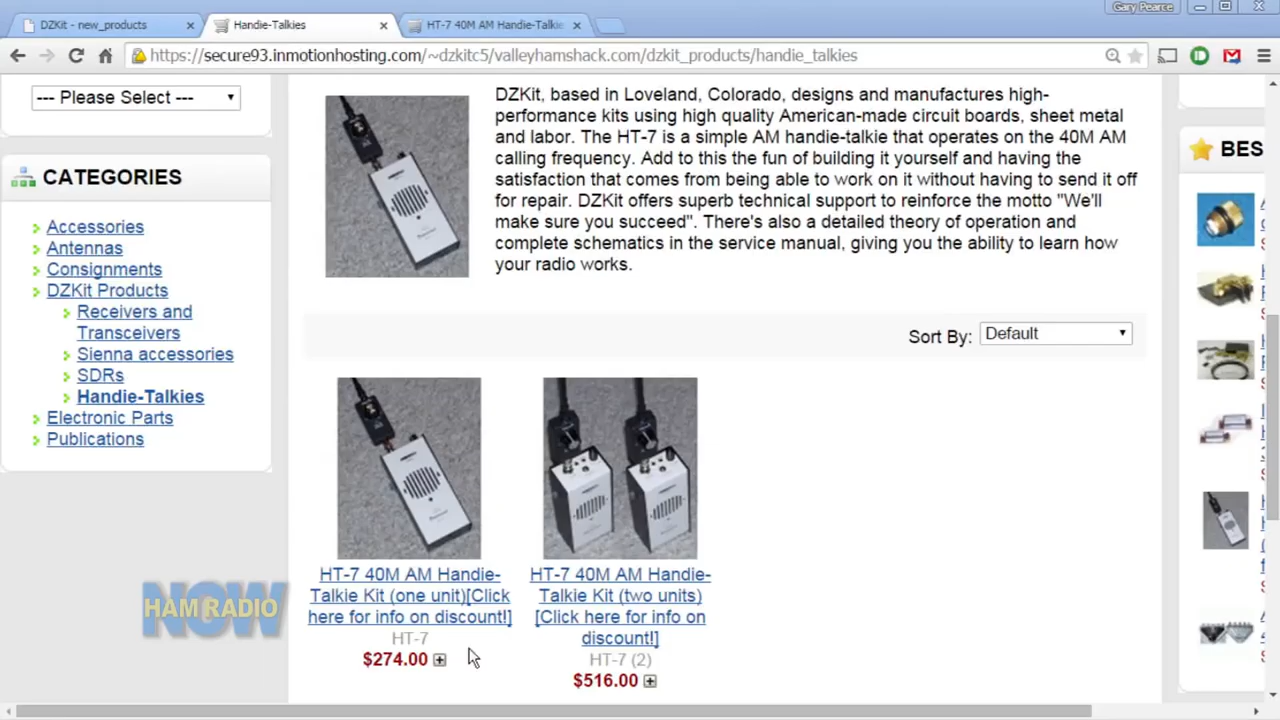 Gary Pearce
DZKit - new_products
Handie-Talkies
HT-7 40M AM Handie-Talkie
https://secure93.inmotionhosting.com/~dzkitc5/valleyhamshack.com/dzkit_products/handie_talkies
--- Please Select ---
CATEGORIES
Accessories
Antennas
Consignments
DZKit Products
Receivers and
Transceivers
Sienna accessories
SDRs
Handie-Talkies
Electronic Parts
Publications
DZKit, based in Loveland, Colorado, designs and manufactures high-
performance kits using high quality American-made circuit boards, sheet metal
and labor. The HT-7 is a simple AM handie-talkie that operates on the 40M AM
calling frequency. Add to this the fun of building it yourself and having the
satisfaction that comes from being able to work on it without having to send it off
for repair. DZKit offers superb technical support to reinforce the motto "We'll
make sure you succeed". There's also a detailed theory of operation and
complete schematics in the service manual, giving you the ability to learn how
your radio works.
BES
Sort By: Default
HT-7 40M AM Handie-
Talkie Kit (one unit)[Click
here for info on discount!]
HT-7
$274.00
HT-7 40M AM Handie-
Talkie Kit (two units)
[Click here for info on
discount!]
HT-7 (2)
$516.00
HAM RADIO
NOW